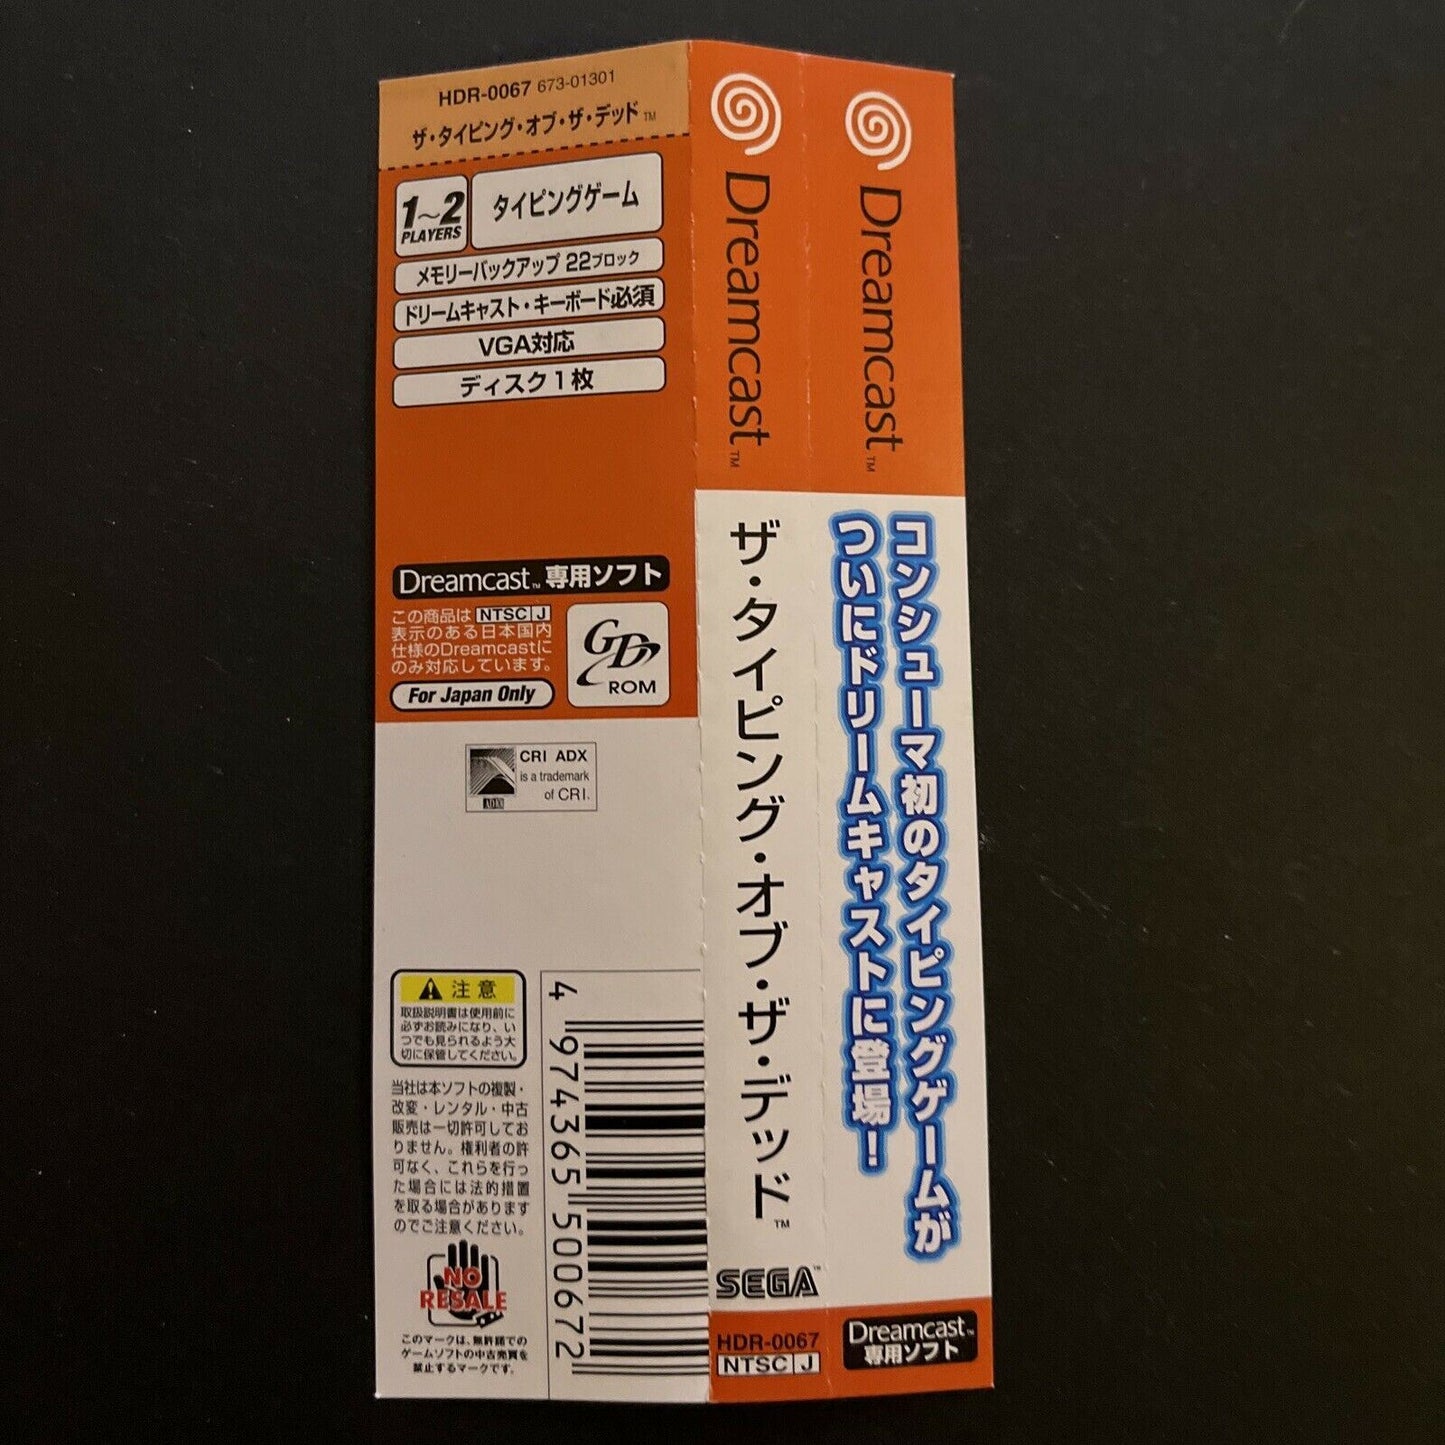 HDR-0067 673-01301
ザ・タイピング・オブ・ザ・デッド™
1~2
PLAYERS
タイピングゲーム
メモリーバックアップ 22ブロック
ドリームキャスト・キーボード必須
VGA対応
ディスク1枚
Dreamcast™専用ソフト
この商品は NTSC J
表示のある日本国内
仕様のDreamcastに
のみ対応しています。
For Japan Only
GD
ROM
CRI ADX
is a trademark
of CRI.
ADX
注意
取扱説明書は使用前に
必ずお読みになり、い
つでも見られるよう大
切に保管してください。
当社は本ソフトの複製・
改変・レンタル・中古
販売は一切許可してお
りません。権利者の許
可なく、これらを行っ
た場合には法的措置
を取る場合があります
のでご注意ください。
NO
RESALE
このマークは、無許諾での
ゲームソフトの中古売買を
禁止するマークです。
4 974365 500672
Dreamcast™
ザ・タイピング・オブ・ザ・デッド™
SEGA™
HDR-0067
NTSC J
Dreamcast™
コンシューマ初のタイピングゲームが
ついにドリームキャストに登場!
Dreamcast™
専用ソフト